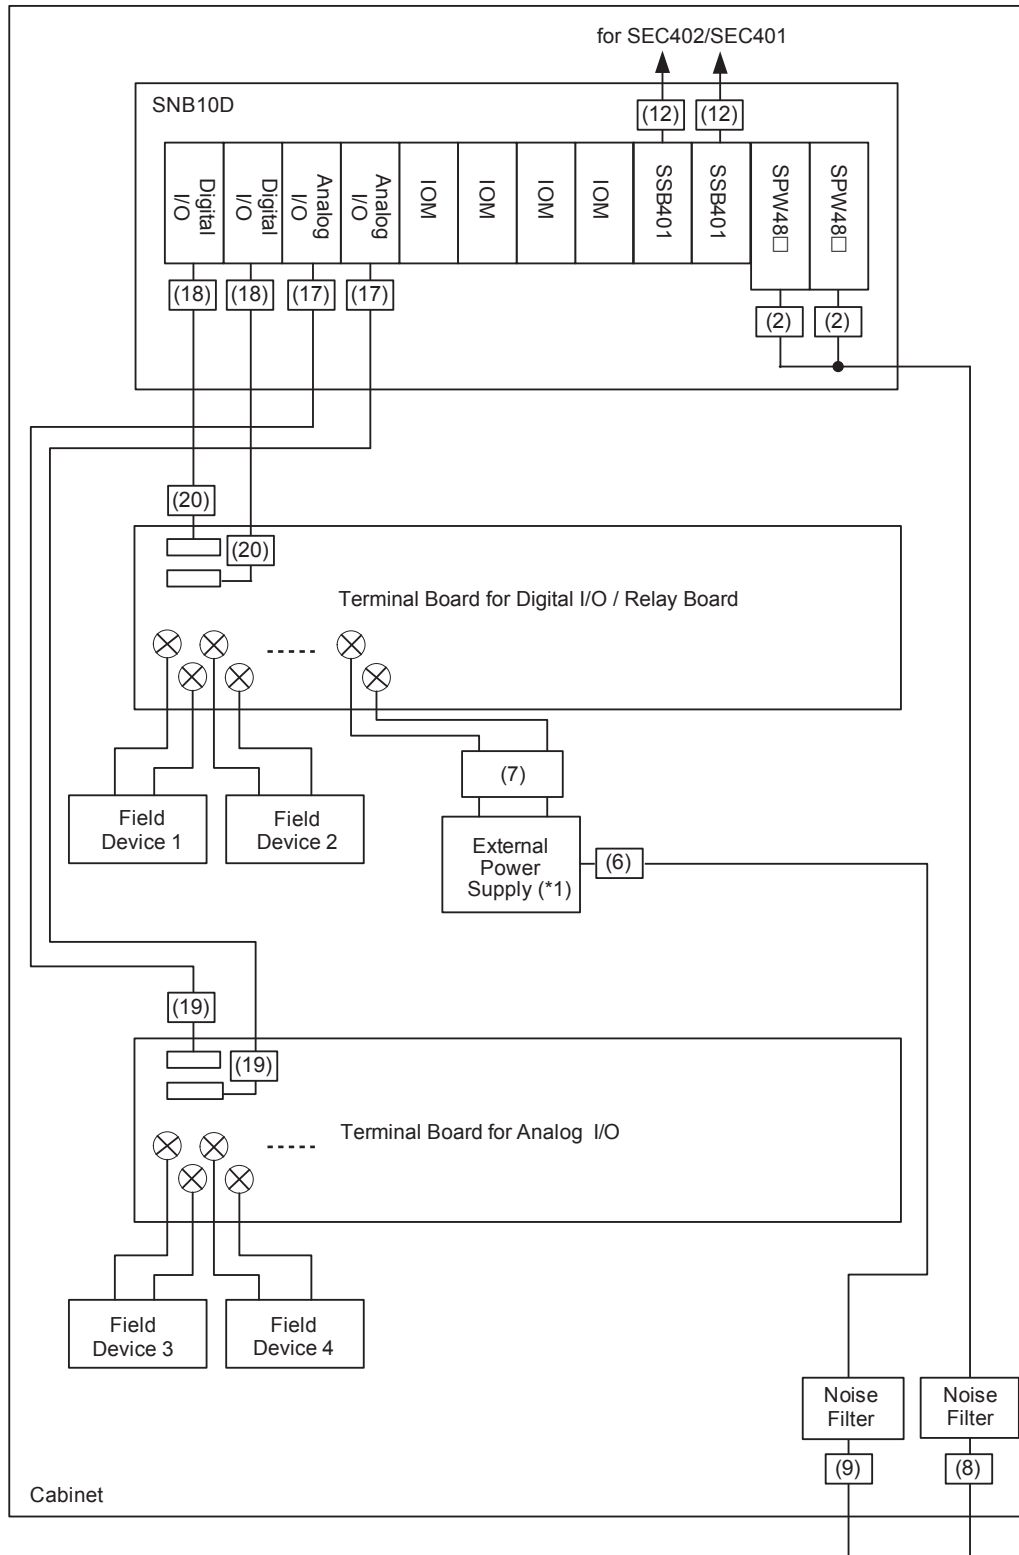 for SEC402/SEC401
SNB10D
(12)
(12)
Digital
I/O
Digital
I/O
Analog
I/O
Analog
I/O
IOM
IOM
IOM
IOM
SSB401
SSB401
SPW48□
SPW48□
(18)
(18)
(17)
(17)
(2)
(2)
(20)
(20)
Terminal Board for Digital I/O / Relay Board
(7)
Field
Device 1
Field
Device 2
External
Power
Supply (*1)
(6)
(19)
(19)
Terminal Board for Analog I/O
Field
Device 3
Field
Device 4
Noise
Filter
Noise
Filter
(9)
(8)
Cabinet